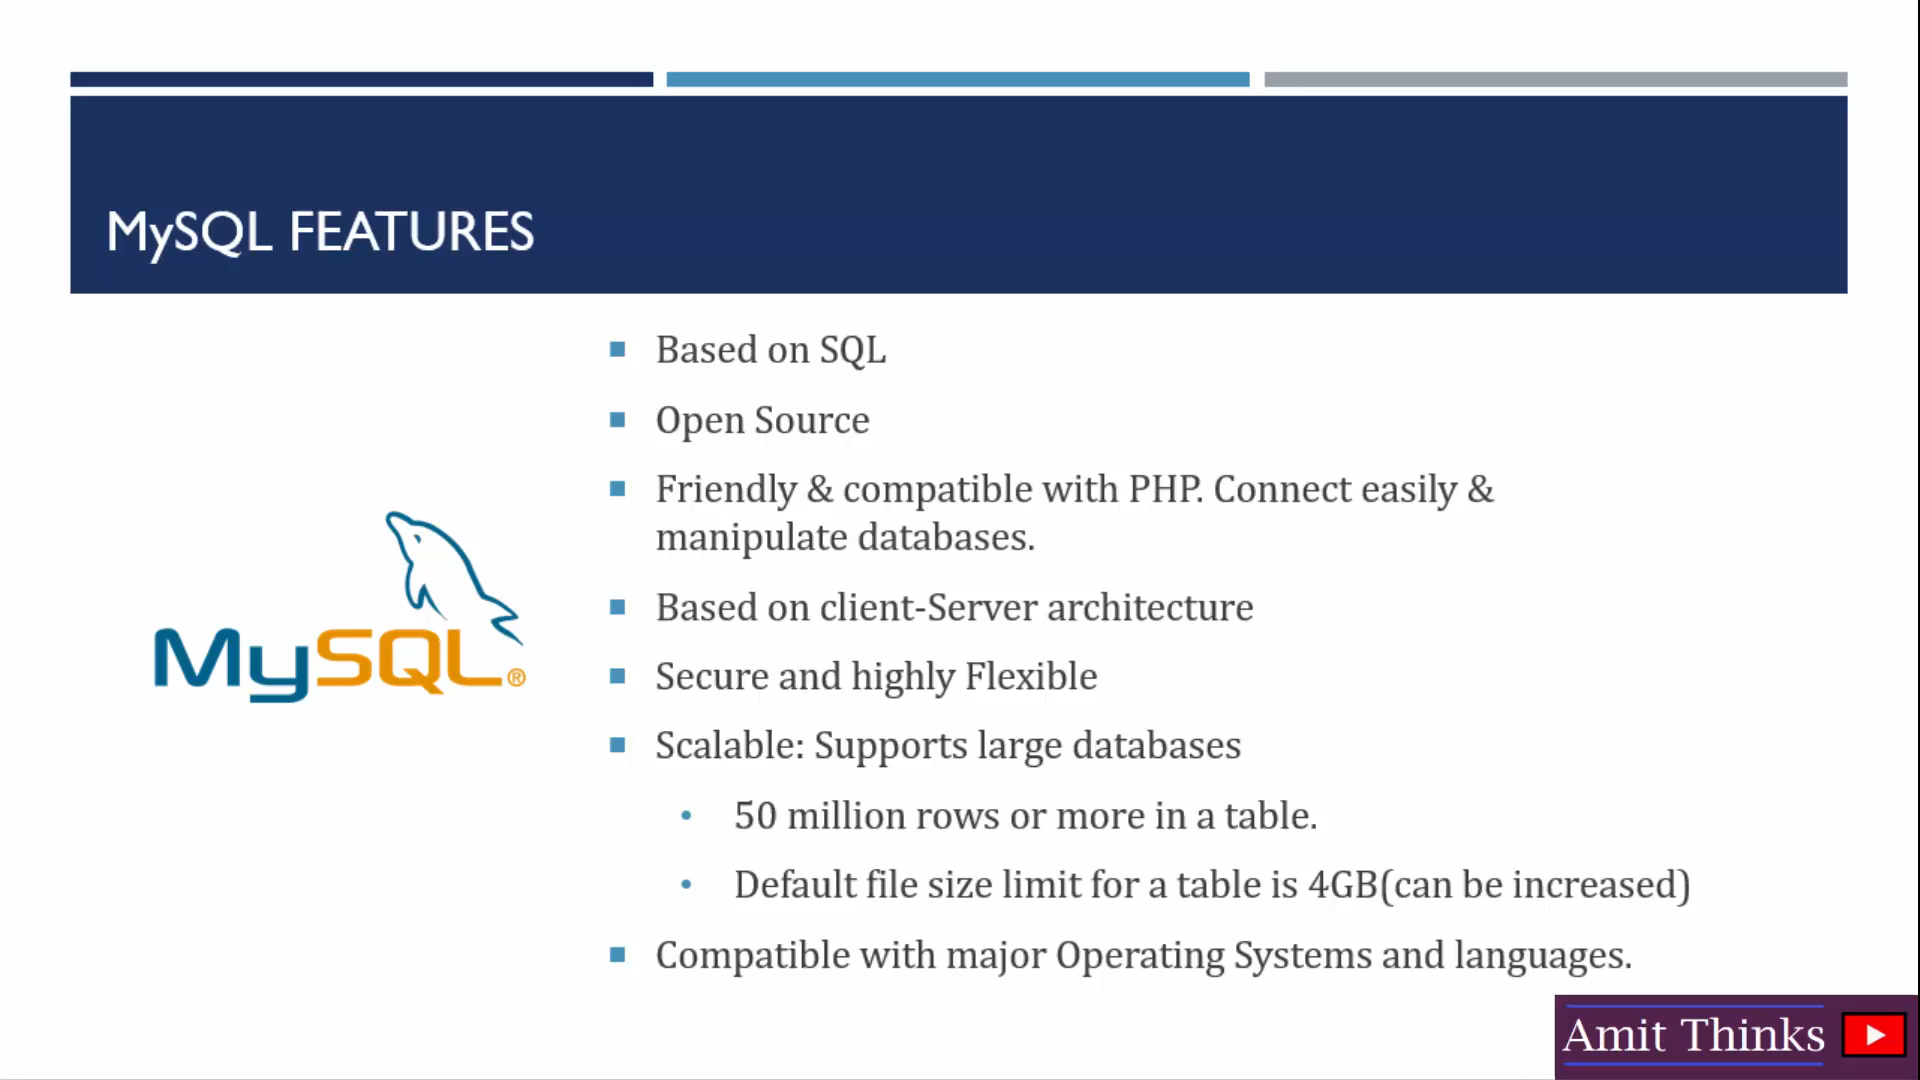 MySQL FEATURES
Based on SQL
Open Source
Friendly & compatible with PHP. Connect easily &
manipulate databases.
Based on client-Server architecture
Secure and highly Flexible
Scalable: Supports large databases
50 million rows or more in a table.
Default file size limit for a table is 4GB(can be increased)
Compatible with major Operating Systems and languages.
MySQL®
Amit Thinks